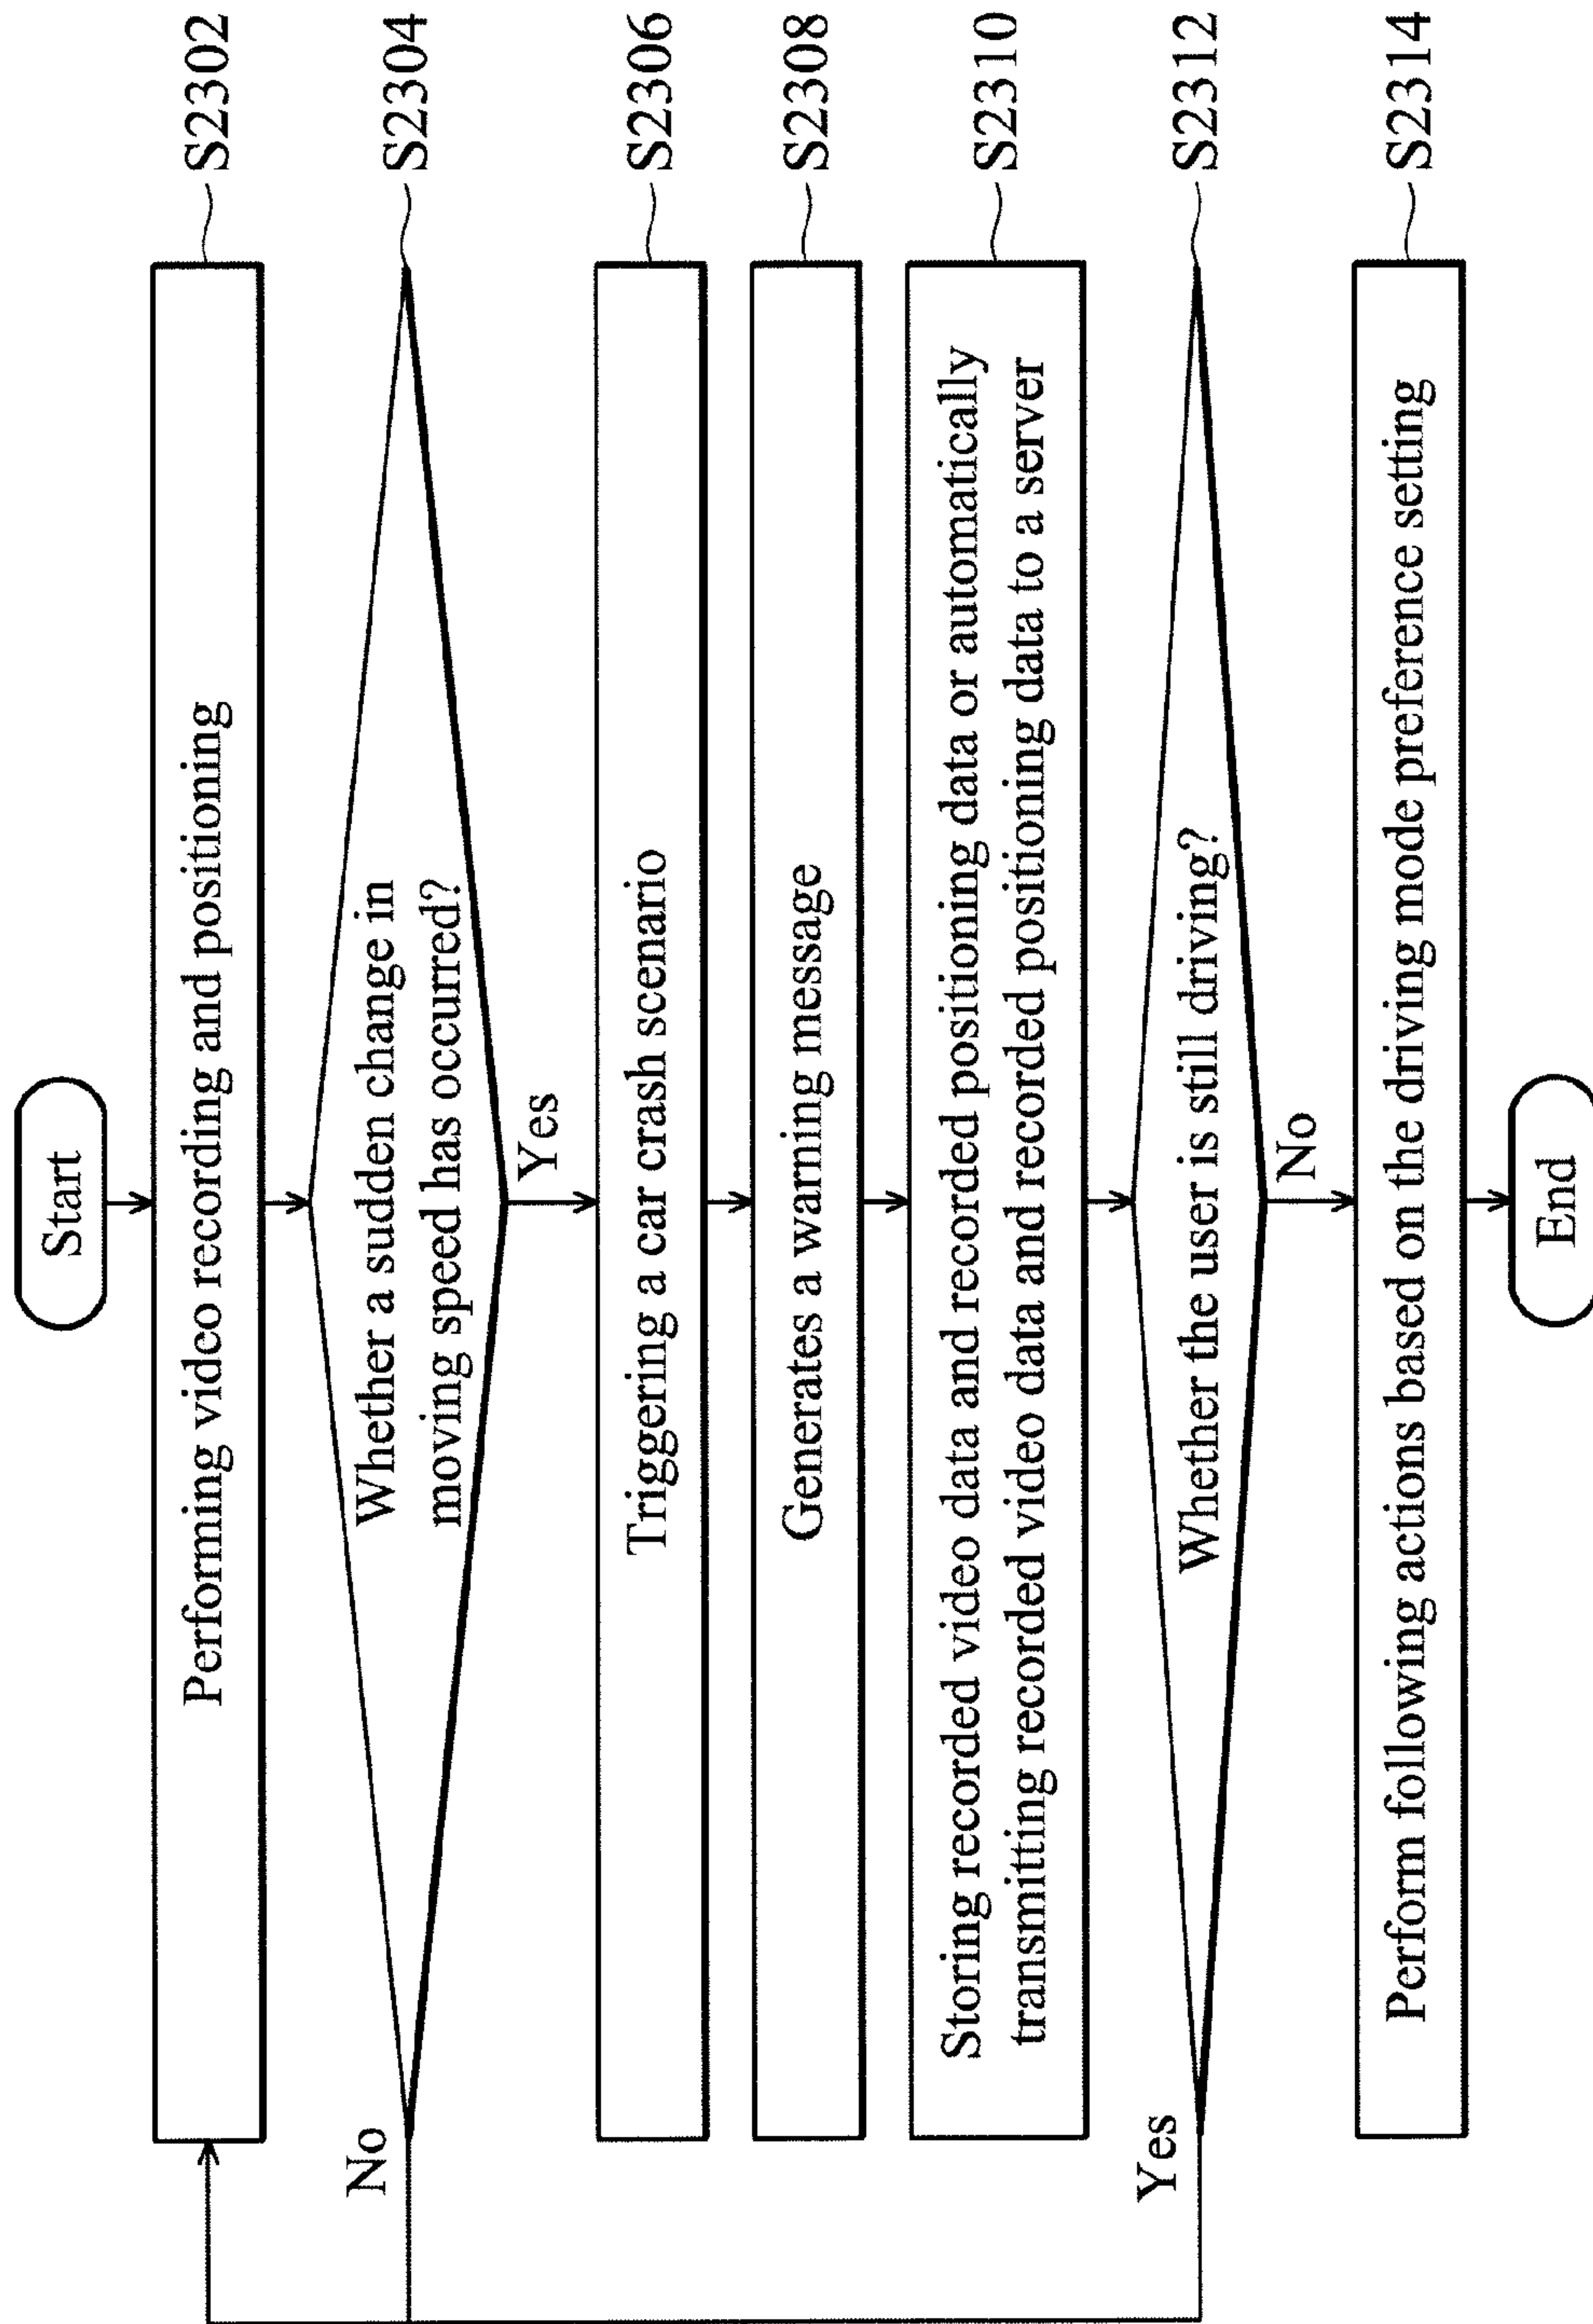 Start
Performing video recording and positioning
S2302
Whether a sudden change in
moving speed has occurred?
S2304
No
Yes
Triggering a car crash scenario
S2306
Generates a warning message
S2308
Storing recorded video data and recorded positioning data or automatically
transmitting recorded video data and recorded positioning data to a server
S2310
Whether the user is still driving?
S2312
Yes
No
Perform following actions based on the driving mode preference setting
S2314
End